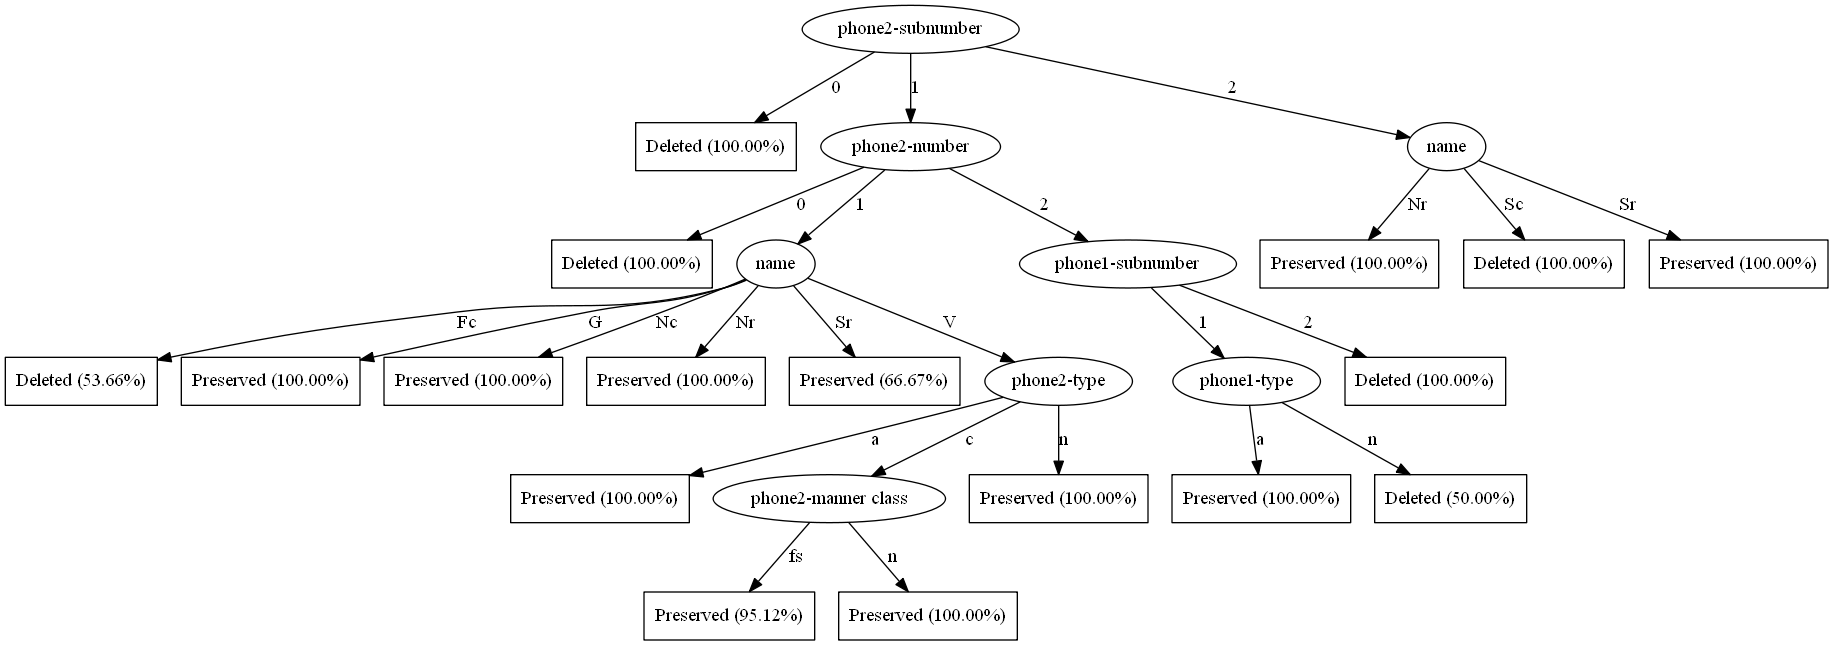 phone2-subnumber
0
1
2
Deleted (100.00%)
phone2-number
name
0
1
2
Nr
Sc
Sr
Deleted (100.00%)
name
phone1-subnumber
Preserved (100.00%)
Deleted (100.00%)
Preserved (100.00%)
Fc
G
Nc
Nr
Sr
V
1
2
Deleted (53.66%)
Preserved (100.00%)
Preserved (100.00%)
Preserved (100.00%)
Preserved (66.67%)
phone2-type
phone1-type
Deleted (100.00%)
a
c
n
a
n
Preserved (100.00%)
phone2-manner class
Preserved (100.00%)
Preserved (100.00%)
Deleted (50.00%)
fs
n
Preserved (95.12%)
Preserved (100.00%)